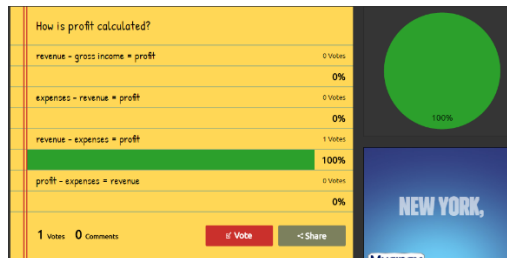 How is profit calculated?
revenue - gross income = profit
0 Votes
0%
expenses - revenue = profit
0 Votes
0%
revenue - expenses = profit
1 Votes
100%
profit - expenses = revenue
0 Votes
0%
1 Votes 0 Comments
Vote
Share
100%
NEW YORK,